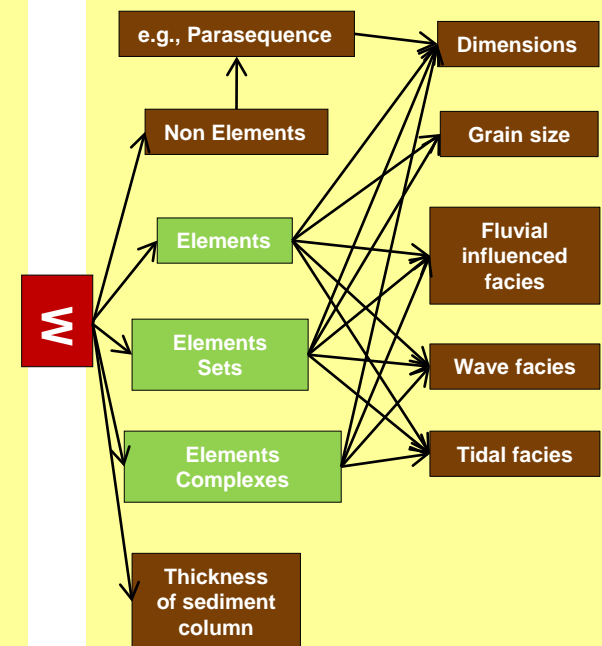 e.g., Parasequence
Dimensions
Non Elements
Grain size
Elements
Fluvial
influenced
facies
W
Elements
Sets
Wave facies
Elements
Complexes
Tidal facies
Thickness
of sediment
column